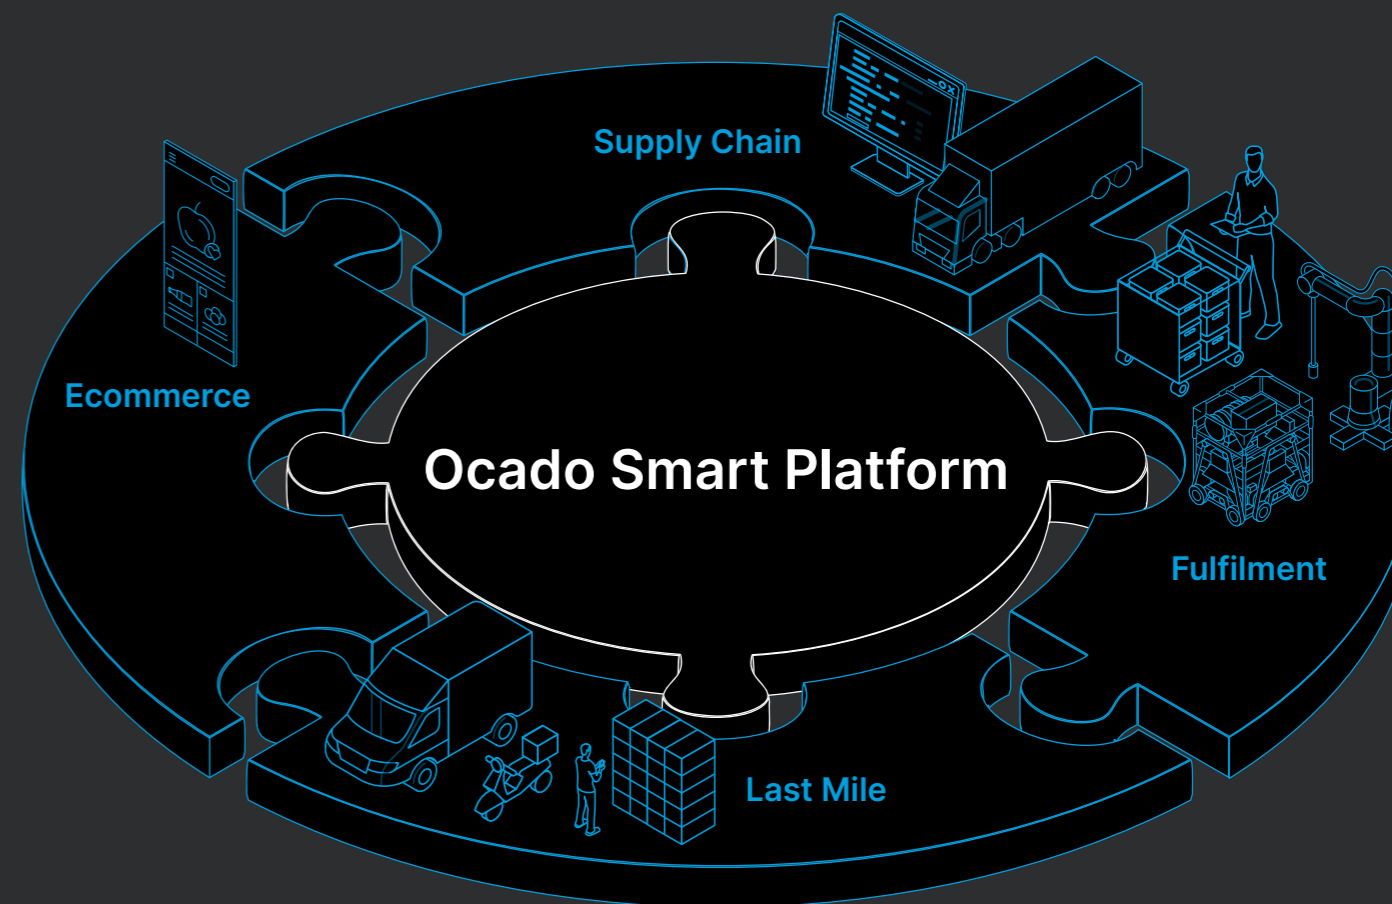 Supply Chain
Ecommerce
Ocado Smart Platform
Fulfilment
Last Mile